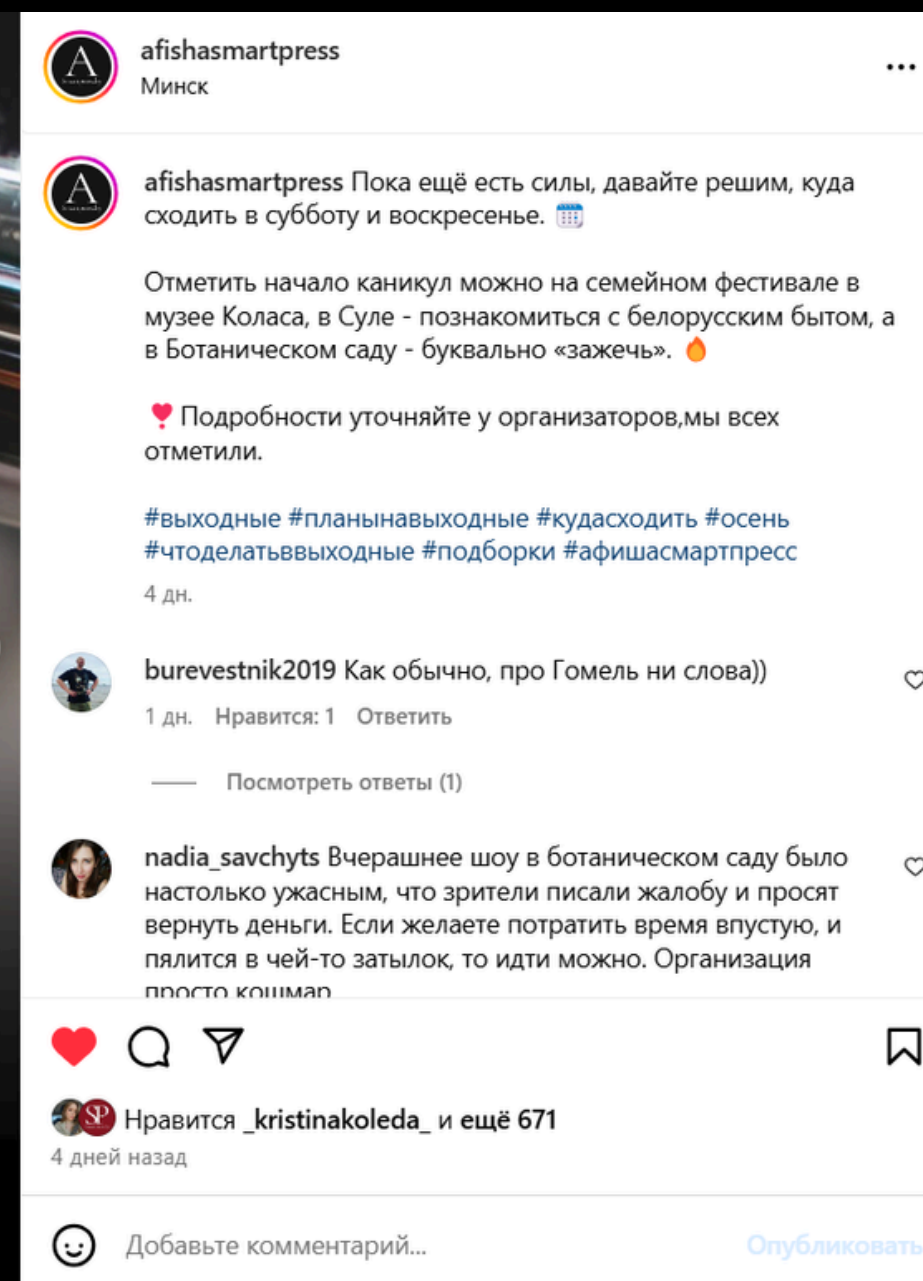 afishasmartpress
Минск
afishasmartpress Пока ещё есть силы, давайте решим, куда
сходить в субботу и воскресенье. 🗓️
Отметить начало каникул можно на семейном фестивале в
музее Коласа, в Суле - познакомиться с белорусским бытом, а
в Ботаническом саду - буквально «зажечь». 🔥
❣️ Подробности уточняйте у организаторов,мы всех
отметили.
#выходные #планынавыходные #кудасходить #осень
#чтоделатьввыходные #подборки #афишасмартпресс
4 дн.
burevestnik2019 Как обычно, про Гомель ни слова))
1 дн. Нравится: 1 Ответить
Посмотреть ответы (1)
nadia_savchyts Вчерашнее шоу в ботаническом саду было
настолько ужасным, что зрители писали жалобу и просят
вернуть деньги. Если желаете потратить время впустую, и
пялится в чей-то затылок, то идти можно. Организация
просто кошмар
Нравится _kristinakoleda_ и ещё 671
4 дней назад
Добавьте комментарий...
Опубликовать